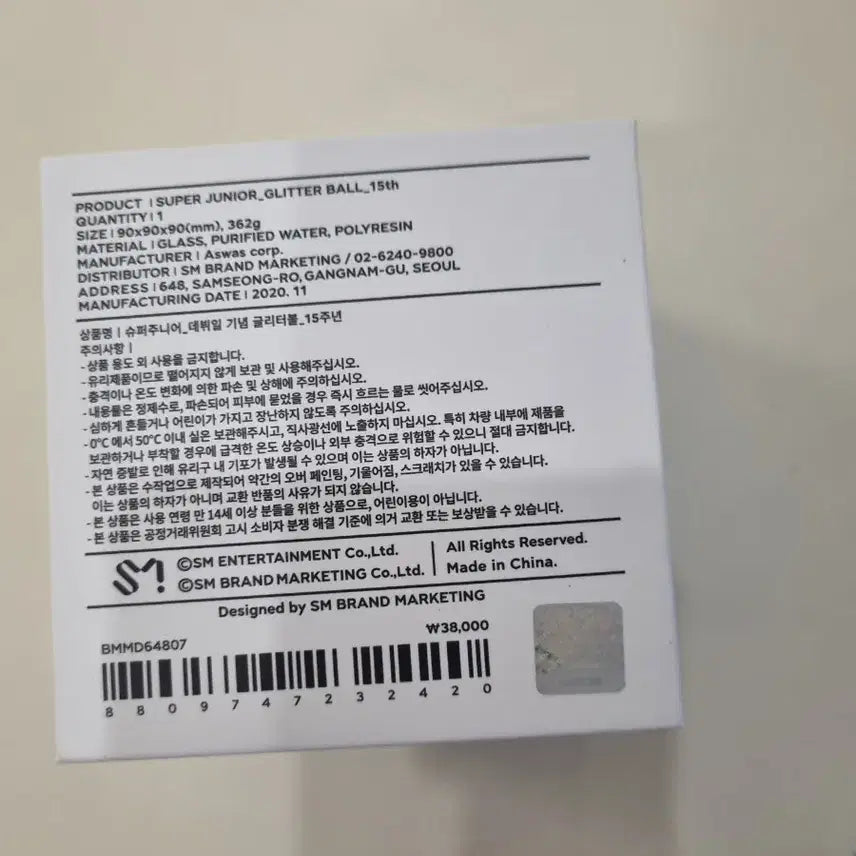 PRODUCT | SUPER JUNIOR_GLITTER BALL_15th
QUANTITY | 1
SIZE | 90x90x90(mm), 362g
MATERIAL | GLASS, PURIFIED WATER, POLYRESIN
MANUFACTURER | Aswas corp.
DISTRIBUTOR | SM BRAND MARKETING / 02-6240-9800
ADDRESS | 648, SAMSEONG-RO, GANGNAM-GU, SEOUL
MANUFACTURING DATE | 2020. 11
상품명 | 슈퍼주니어_데뷔일 기념 글리터볼_15주년
주의사항 |
- 상품 용도 외 사용을 금지합니다.
- 유리제품이므로 떨어지지 않게 보관 및 사용해주십시오.
- 충격이나 온도 변화에 의한 파손 및 상해에 주의하십시오.
- 내용물은 정제수로, 파손되어 피부에 묻었을 경우 즉시 흐르는 물로 씻어주십시오.
- 심하게 흔들거나 어린이가 가지고 장난하지 않도록 주의하십시오.
- 0°C 에서 50°C 이내 실온 보관해주시고, 직사광선에 노출하지 마십시오. 특히 차량 내부에 제품을
보관하거나 부착할 경우에 급격한 온도 상승이나 외부 충격으로 위험할 수 있으니 절대 금지합니다.
- 자연 증발로 인해 유리구 내 기포가 발생될 수 있으며 이는 상품의 하자가 아닙니다.
- 본 상품은 수작업으로 제작되어 약간의 오버 페인팅, 기울어짐, 스크래치가 있을 수 있습니다.
이는 상품의 하자가 아니며 교환 반품의 사유가 되지 않습니다.
- 본 상품은 사용 연령 만 14세 이상 분들을 위한 상품으로, 어린이용이 아닙니다.
- 본 상품은 공정거래위원회 고시 소비자 분쟁 해결 기준에 의거 교환 또는 보상받을 수 있습니다.
SM!
©SM ENTERTAINMENT Co.,Ltd.
©SM BRAND MARKETING Co.,Ltd.
All Rights Reserved.
Made in China.
Designed by SM BRAND MARKETING
₩38,000
BMMD64807
8 809747 232420